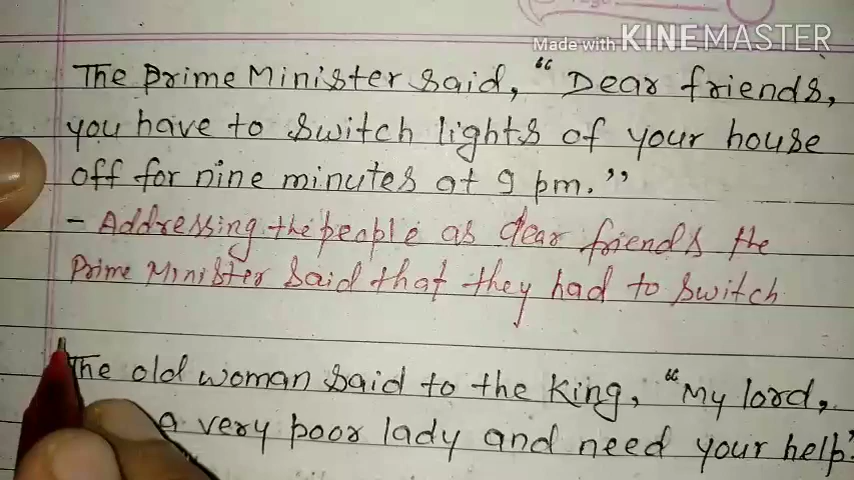 Made with KINEMASTER
The Prime Minister said, “Dear friends,
you have to switch lights of your house
off for nine minutes at 9 pm.”
- Addressing the people as dear friends the
Prime Minister said that they had to switch
The old woman said to the King, “My lord,
a very poor lady and need your help”